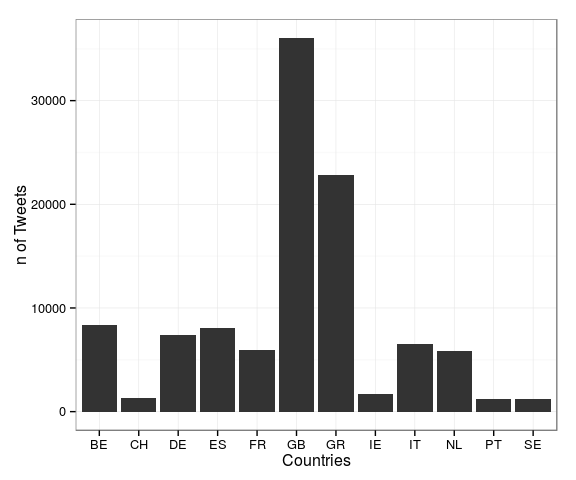 n of Tweets
30000
20000
10000
0
BE CH DE ES FR GB GR IE IT NL PT SE
Countries